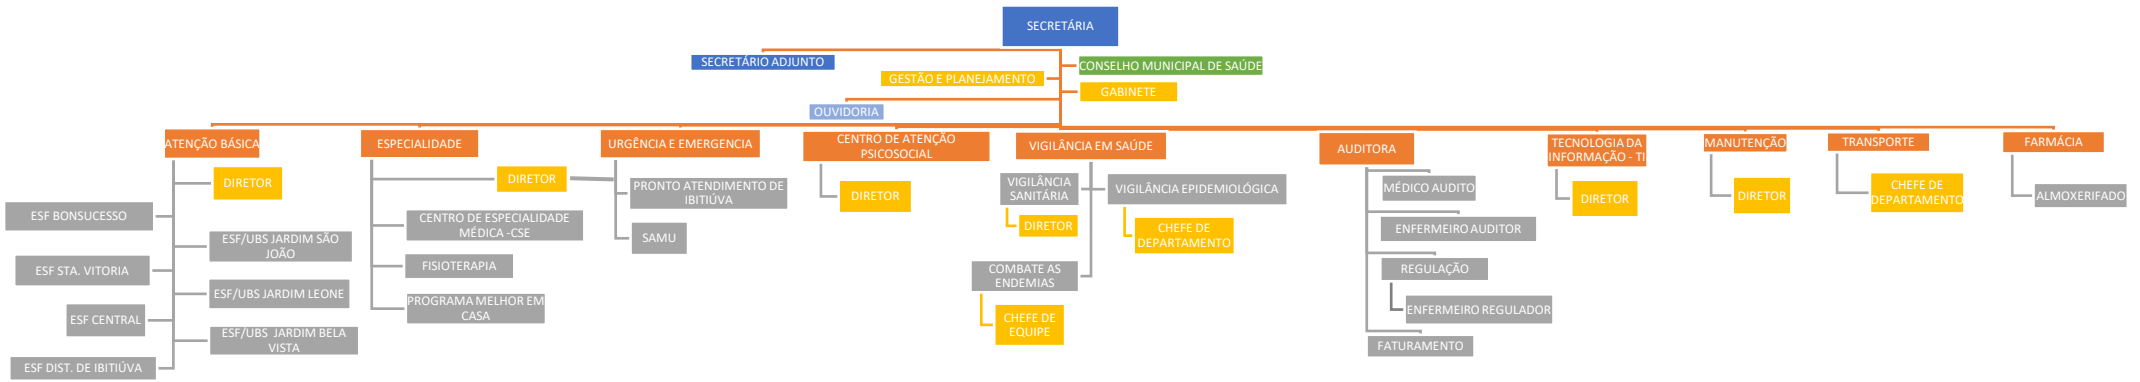 SECRETÁRIA
SECRETÁRIO ADJUNTO
CONSELHO MUNICIPAL DE SAÚDE
GESTÃO E PLANEJAMENTO
GABINETE
OUVIDORIA
ATENÇÃO BÁSICA
DIRETOR
ESF BONSUCESSO
ESF/UBS JARDIM SÃO
JOÃO
ESF STA. VITORIA
ESF/UBS JARDIM LEONE
ESF CENTRAL
ESF/UBS JARDIM BELA
VISTA
ESF DIST. DE IBITIÚVA
ESPECIALIDADE
DIRETOR
CENTRO DE ESPECIALIDADE
MÉDICA -CSE
FISIOTERAPIA
PROGRAMA MELHOR EM
CASA
URGÊNCIA E EMERGENCIA
PRONTO ATENDIMENTO DE
IBITIÚVA
SAMU
CENTRO DE ATENÇÃO
PSICOSOCIAL
DIRETOR
VIGILÂNCIA EM SAÚDE
VIGILÂNCIA
SANITÁRIA
DIRETOR
VIGILÂNCIA EPIDEMIOLÓGICA
CHEFE DE
DEPARTAMENTO
COMBATE AS
ENDEMIAS
CHEFE DE
EQUIPE
AUDITORA
MÉDICO AUDITO
ENFERMEIRO AUDITOR
REGULAÇÃO
ENFERMEIRO REGULADOR
FATURAMENTO
TECNOLOGIA DA
INFORMAÇÃO - TI
DIRETOR
MANUTENÇÃO
DIRETOR
TRANSPORTE
CHEFE DE
DEPARTAMENTO
FARMÁCIA
ALMOXERIFADO